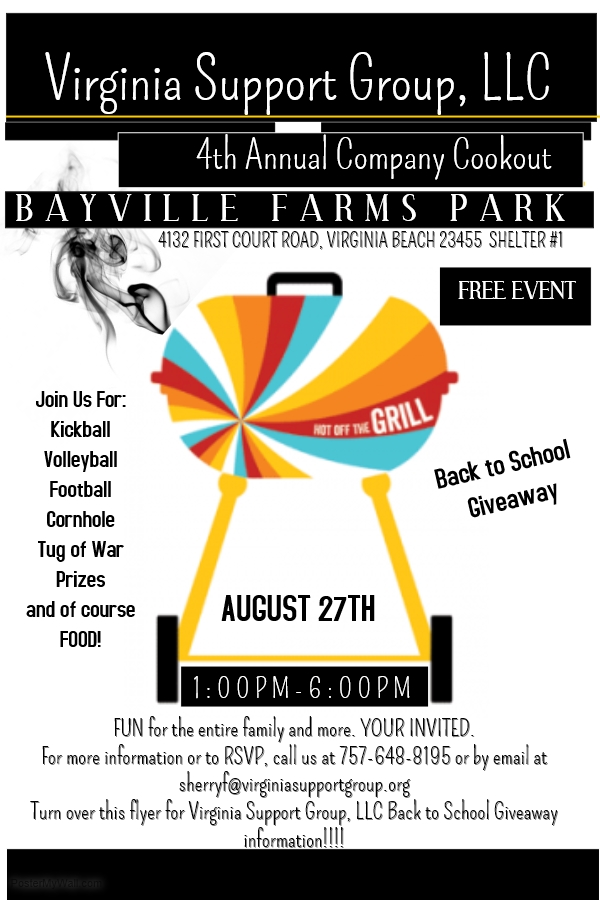 Virginia Support Group, LLC
4th Annual Company Cookout
BAYVILLE FARMS PARK
4132 FIRST COURT ROAD, VIRGINIA BEACH 23455 SHELTER #1
FREE EVENT
HOT OFF THE GRILL
Join Us For:
Kickball
Volleyball
Football
Cornhole
Tug of War
Prizes
and of course
FOOD!
Back to School
Giveaway
AUGUST 27TH
1:00PM-6:00PM
FUN for the entire family and more. YOUR INVITED.
For more information or to RSVP, call us at 757-648-8195 or by email at
sherryf@virginiasupportgroup.org
Turn over this flyer for Virginia Support Group, LLC Back to School Giveaway
information!!!!
PosterMyWall.com